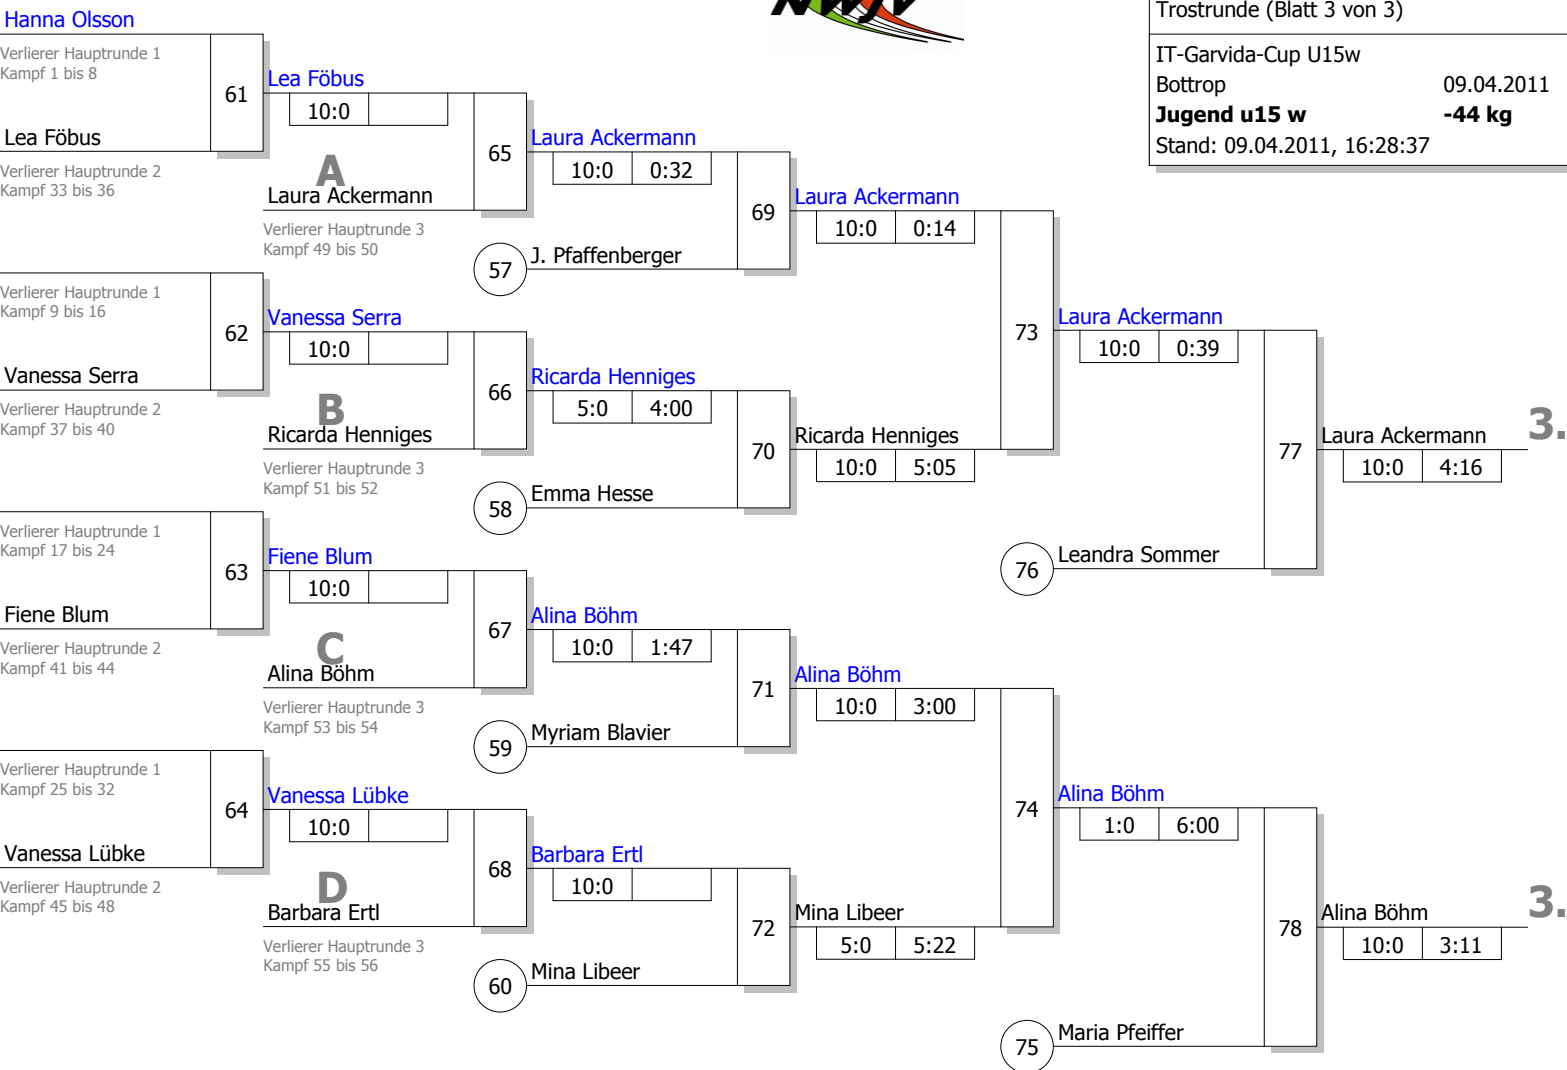 NWJV
Trostrunde (Blatt 3 von 3)
IT-Garvida-Cup U15w
Bottrop 09.04.2011
Jugend u15 w -44 kg
Stand: 09.04.2011, 16:28:37
Hanna Olsson
Verlierer Hauptrunde 1
Kampf 1 bis 8
61
Lea Föbus
Verlierer Hauptrunde 2
Kampf 33 bis 36
Verlierer Hauptrunde 1
Kampf 9 bis 16
62
Vanessa Serra
Verlierer Hauptrunde 2
Kampf 37 bis 40
Verlierer Hauptrunde 1
Kampf 17 bis 24
63
Fiene Blum
Verlierer Hauptrunde 2
Kampf 41 bis 44
Verlierer Hauptrunde 1
Kampf 25 bis 32
64
Vanessa Lübke
Verlierer Hauptrunde 2
Kampf 45 bis 48
Lea Föbus
10:0
A
65
Laura Ackermann
Verlierer Hauptrunde 3
Kampf 49 bis 50
Vanessa Serra
10:0
B
66
Ricarda Henniges
Verlierer Hauptrunde 3
Kampf 51 bis 52
Fiene Blum
10:0
C
67
Alina Böhm
Verlierer Hauptrunde 3
Kampf 53 bis 54
Vanessa Lübke
10:0
D
68
Barbara Ertl
Verlierer Hauptrunde 3
Kampf 55 bis 56
Laura Ackermann
10:0 0:32
69
57 J. Pfaffenberger
Ricarda Henniges
5:0 4:00
70
58 Emma Hesse
Alina Böhm
10:0 1:47
71
59 Myriam Blavier
Barbara Ertl
10:0
72
60 Mina Libeer
Laura Ackermann
10:0 0:14
73
Ricarda Henniges
10:0 5:05
Alina Böhm
10:0 3:00
74
Mina Libeer
5:0 5:22
Laura Ackermann
10:0 0:39
77
76 Leandra Sommer
Alina Böhm
1:0 6:00
78
75 Maria Pfeiffer
Laura Ackermann 3.
10:0 4:16
Alina Böhm 3.
10:0 3:11